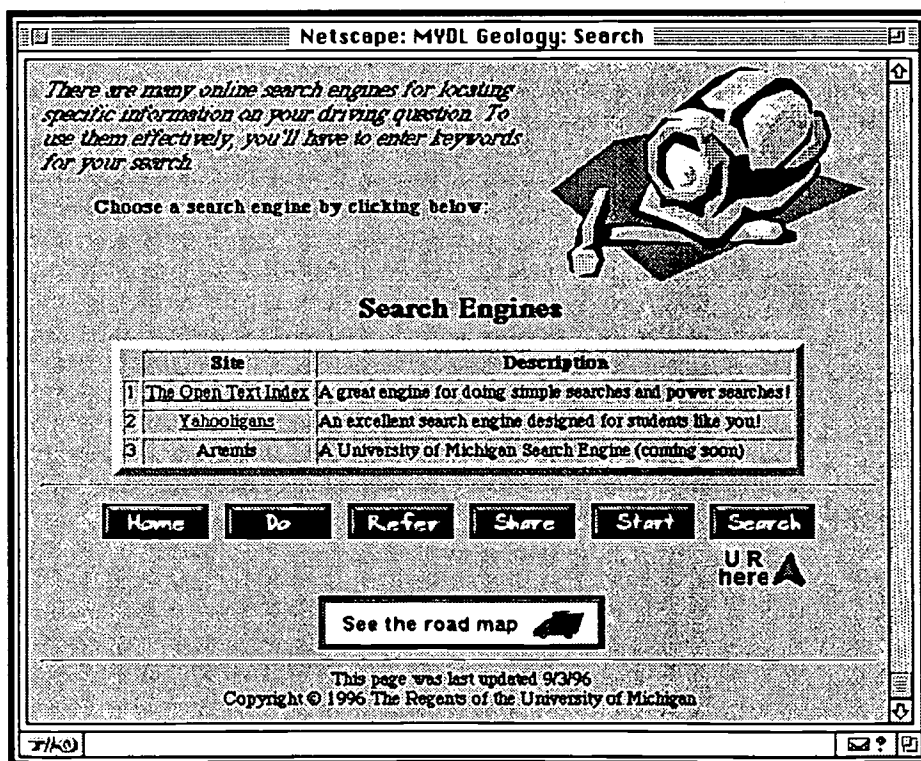 Netscape: MYDL Geology: Search
There are many online search engines for locating
specific information on your driving question. To
use them effectively, you'll have to enter keywords
for your search.
Choose a search engine by clicking below:
Search Engines
Site Description
1 The Open Text Index A great engine for doing simple searches and power searches!
2 Yahooligans An excellent search engine designed for students like you!
3 Artemis A University of Michigan Search Engine (coming soon)
Home Do Refer Share Start Search
U R
here
See the road map
This page was last updated 9/3/96
Copyright © 1996 The Regents of the University of Michigan
?